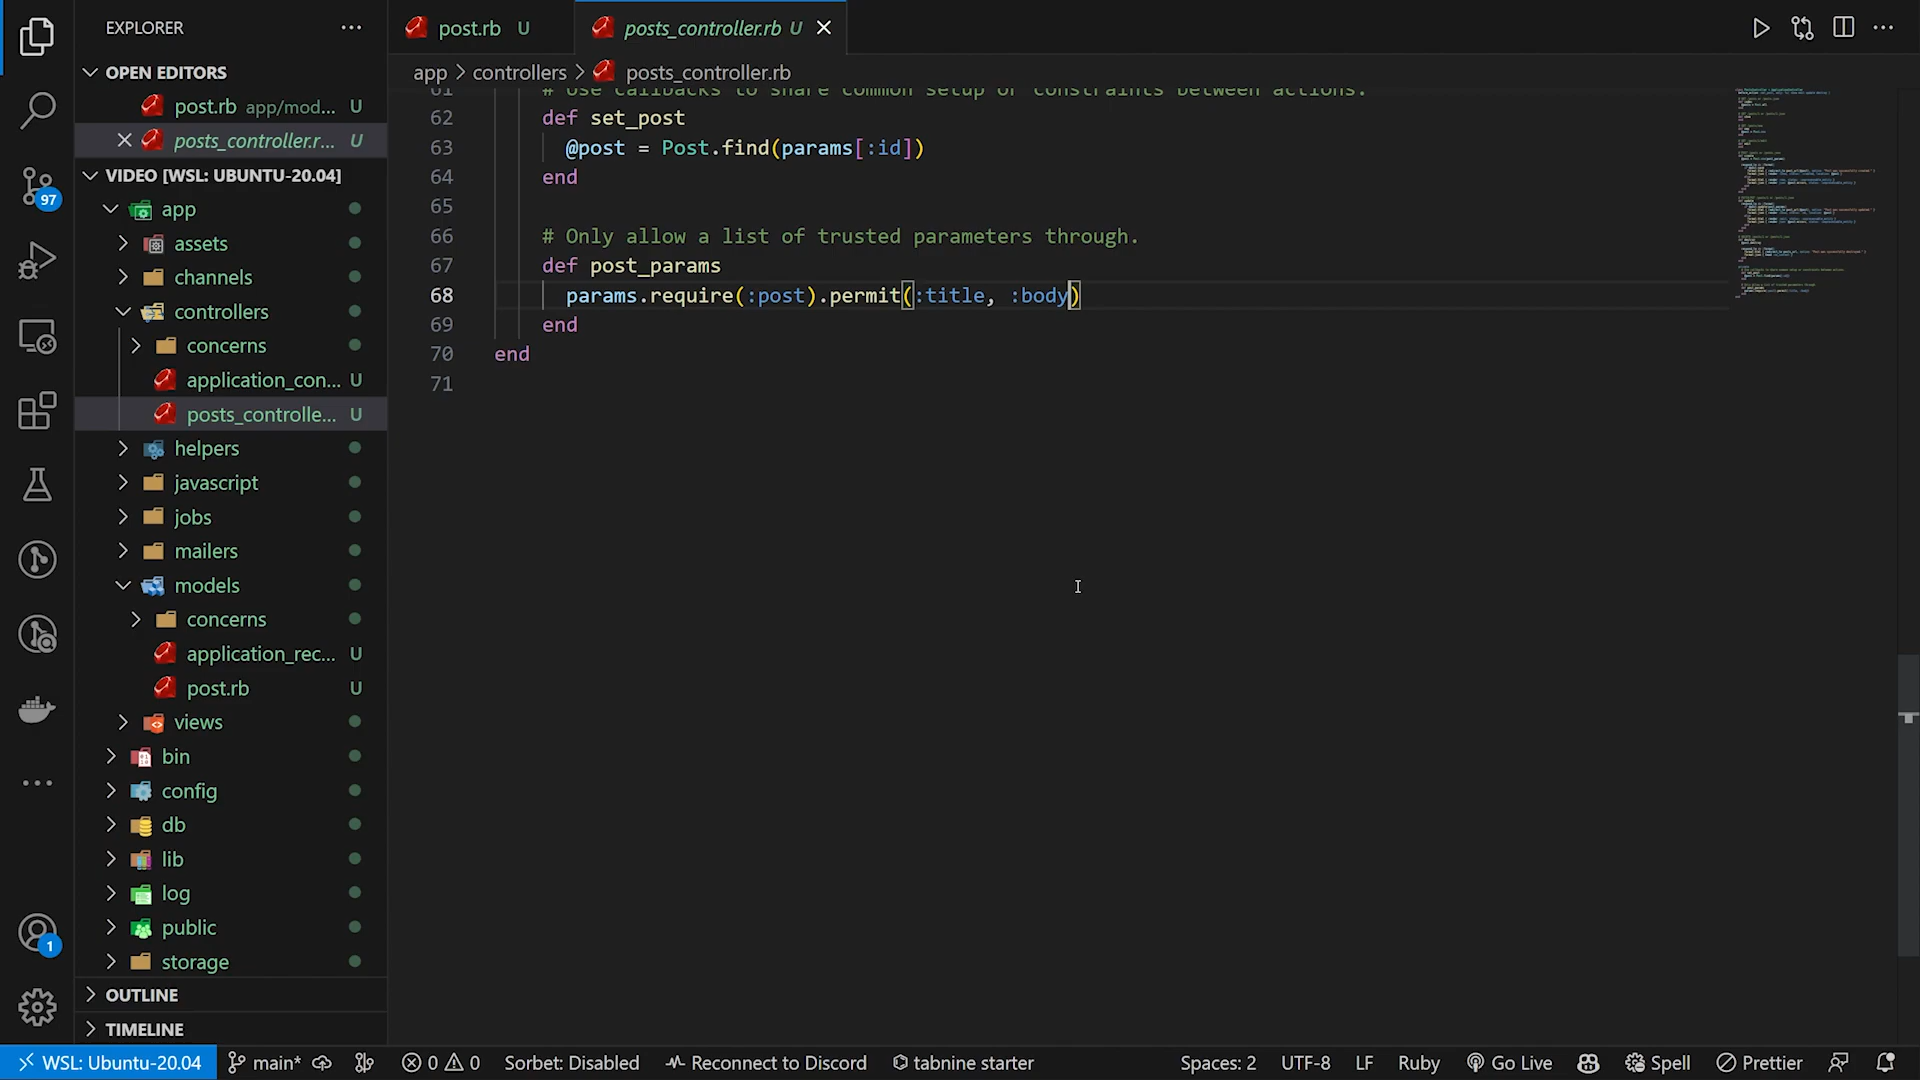 EXPLORER
OPEN EDITORS
post.rb app/mod... U
posts_controller.r... U
VIDEO [WSL: UBUNTU-20.04]
app
assets
channels
controllers
concerns
application_con... U
posts_controlle... U
helpers
javascript
jobs
mailers
models
concerns
application_rec... U
post.rb U
views
bin
config
db
lib
log
public
storage
OUTLINE
TIMELINE
97
1
post.rb U
posts_controller.rb U
app > controllers > posts_controller.rb
61 # Use callbacks to share common setup or constraints between actions.
62 def set_post
63 @post = Post.find(params[:id])
64 end
65
66 # Only allow a list of trusted parameters through.
67 def post_params
68 params.require(:post).permit(:title, :body)
69 end
70 end
71
WSL: Ubuntu-20.04 main* 0 0 Sorbet: Disabled Reconnect to Discord tabnine starter Spaces: 2 UTF-8 LF Ruby Go Live Spell Prettier